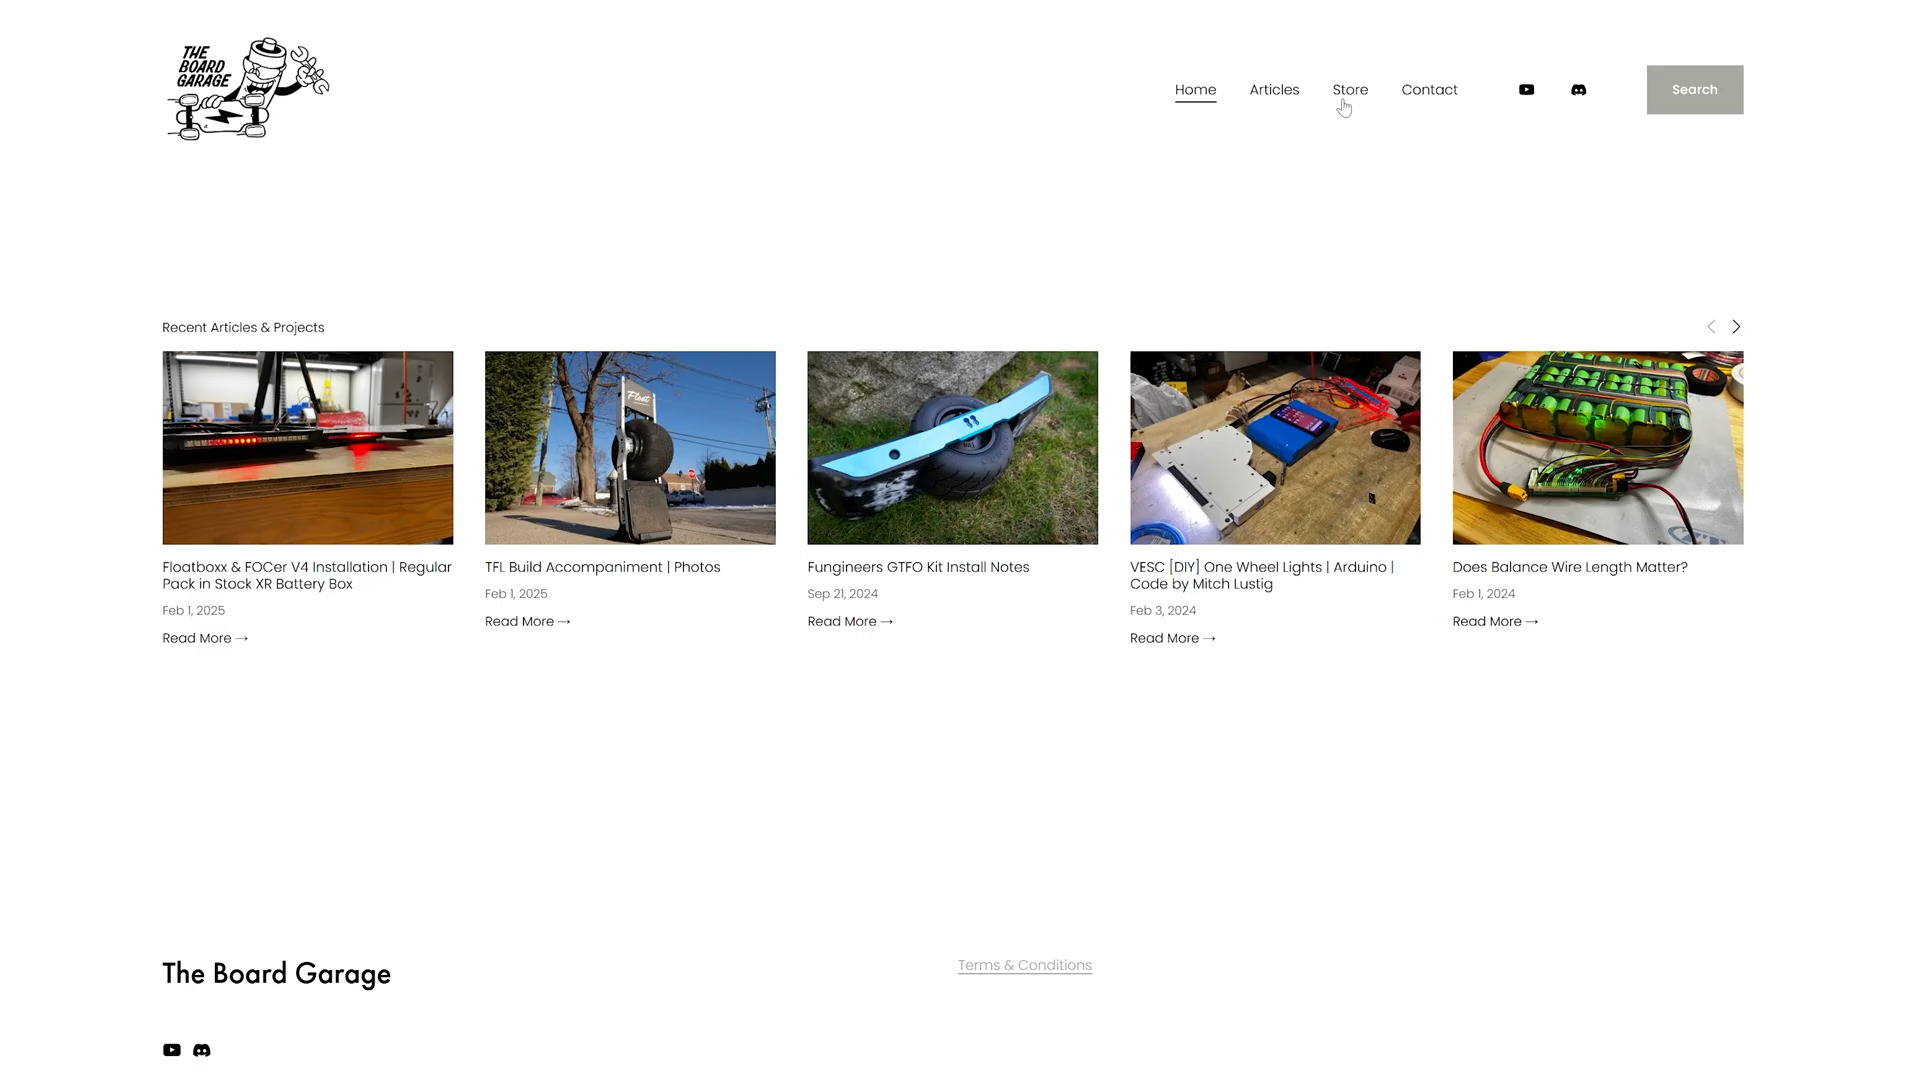 THE
BOARD
GARAGE
Home
Articles
Store
Contact
Search
Recent Articles & Projects
Float
Floatboxx & FOCer V4 Installation | Regular
Pack in Stock XR Battery Box
Feb 1, 2025
Read More →
TFL Build Accompaniment | Photos
Feb 1, 2025
Read More →
Fungineers GTFO Kit Install Notes
Sep 21, 2024
Read More →
VESC [DIY] One Wheel Lights | Arduino |
Code by Mitch Lustig
Feb 3, 2024
Read More →
Does Balance Wire Length Matter?
Feb 1, 2024
Read More →
The Board Garage
Terms & Conditions